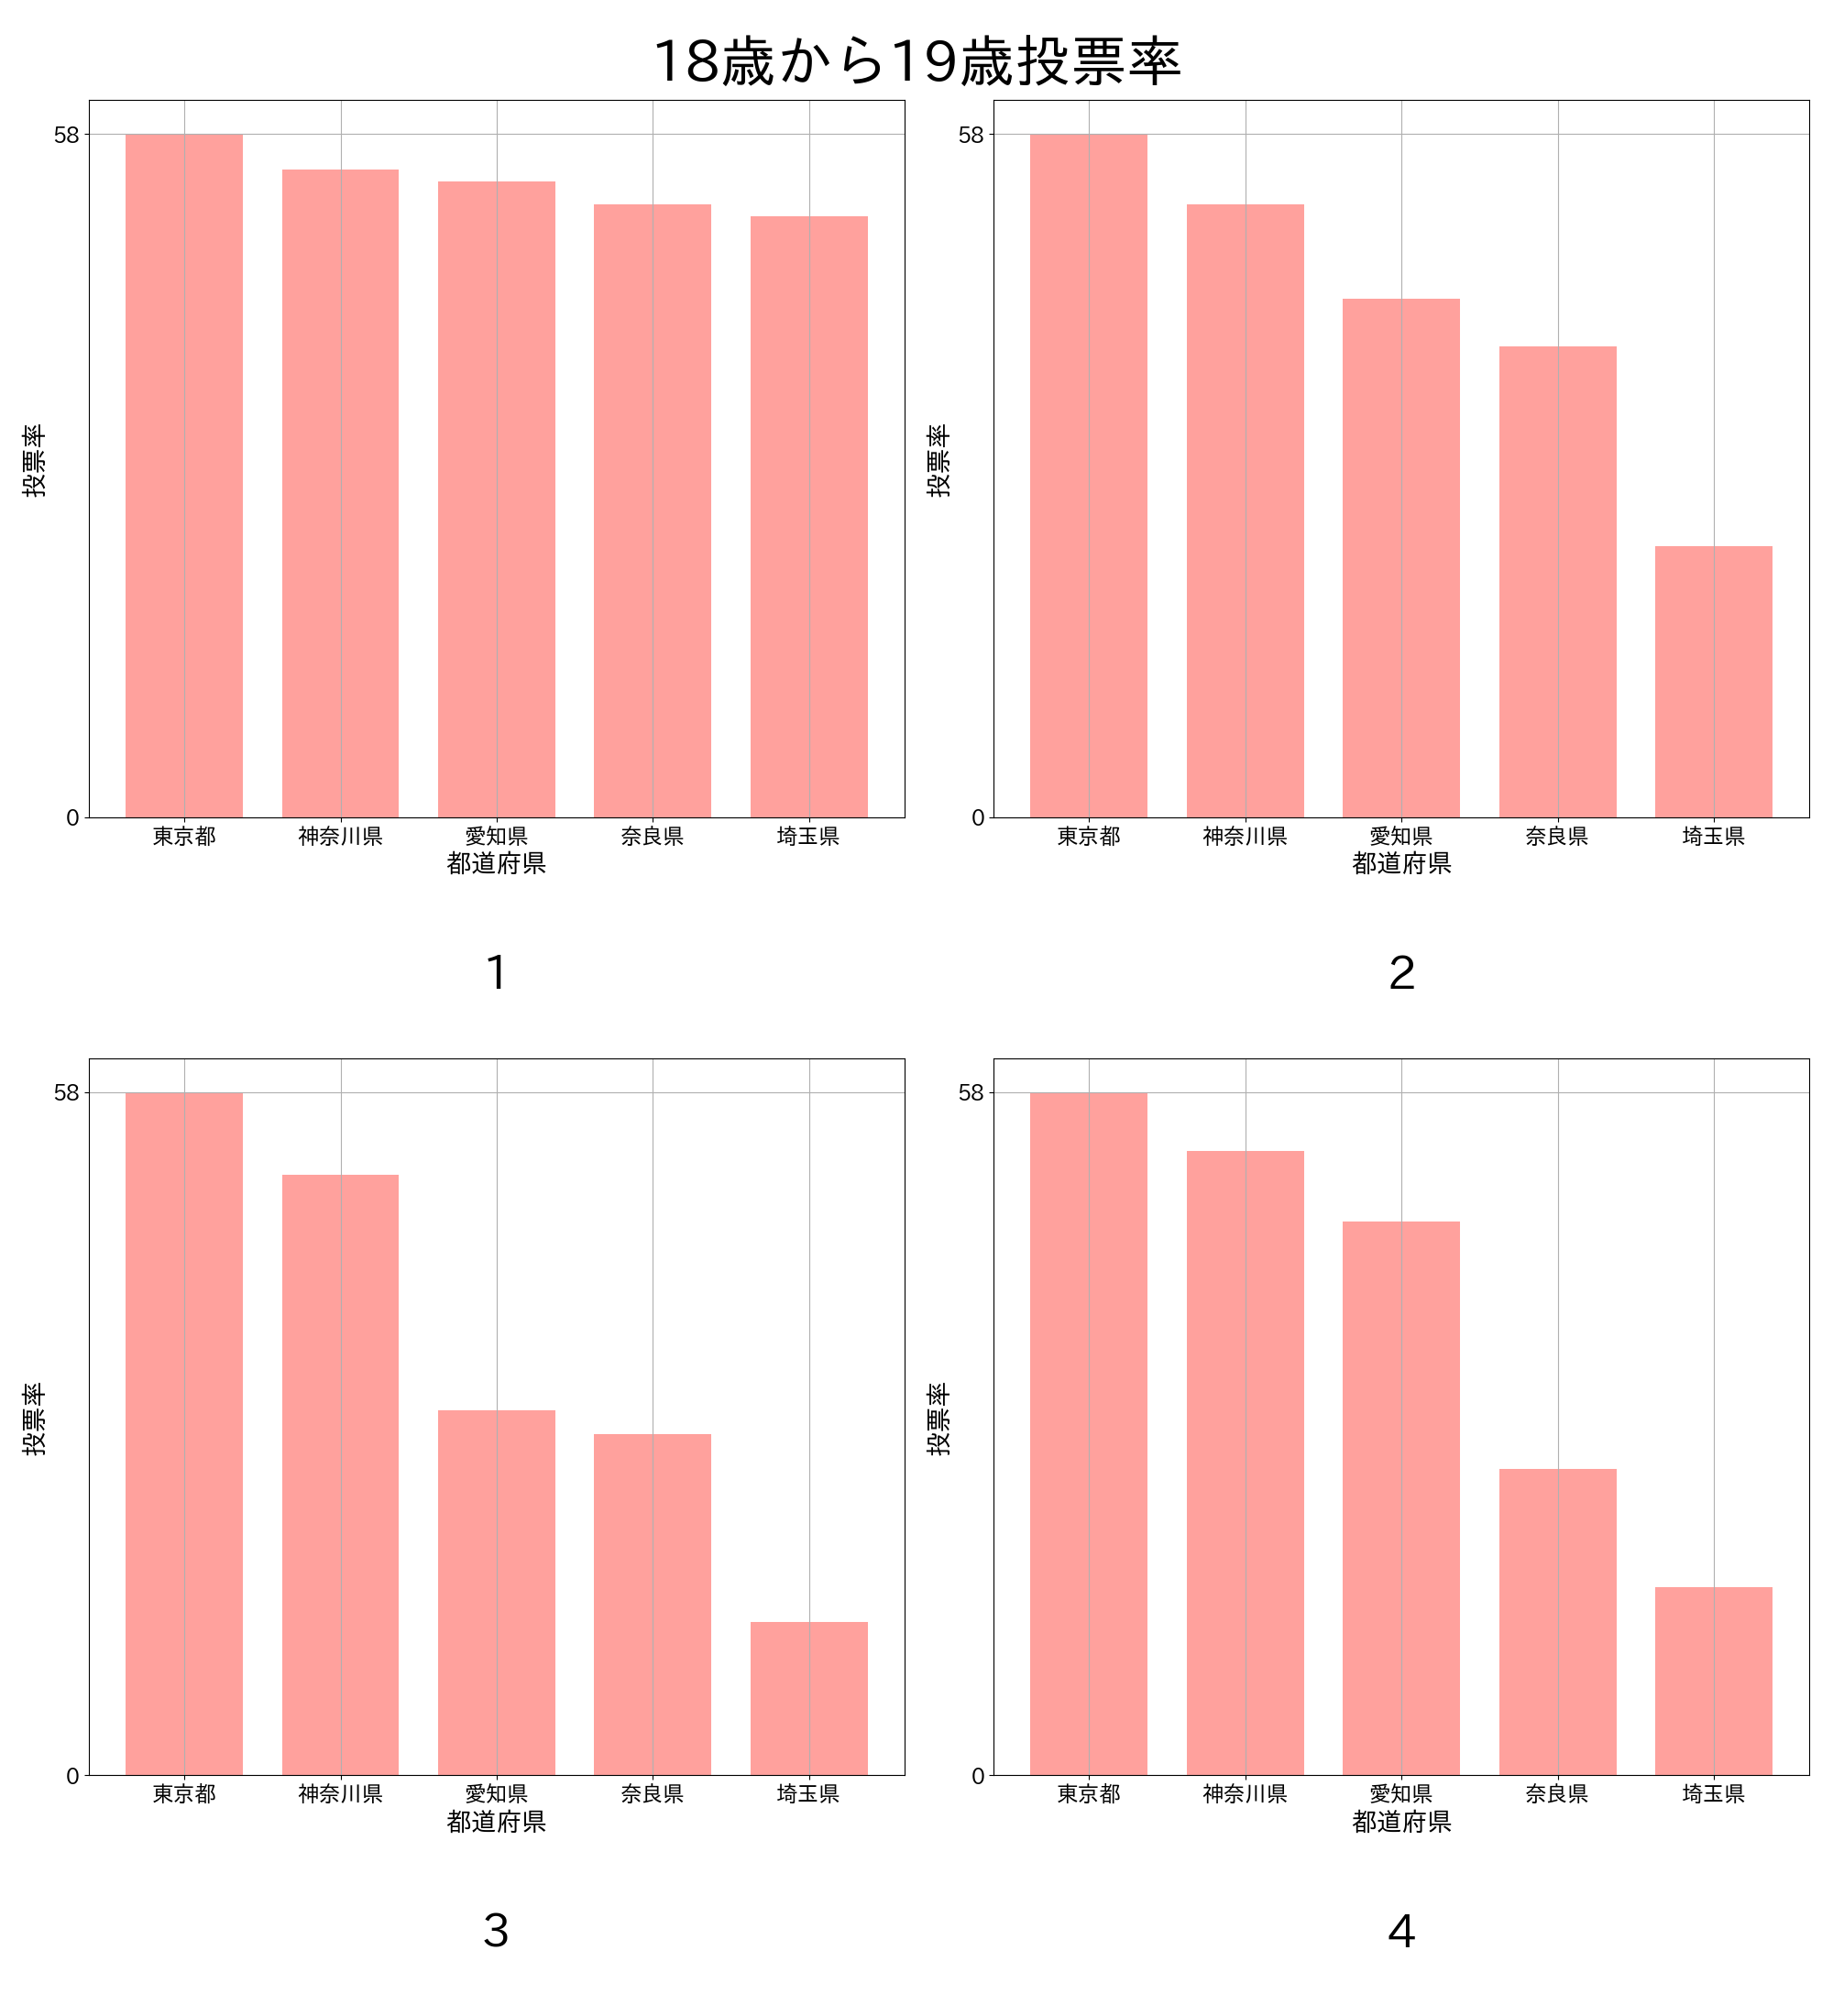 18歳から19歳投票率
58
0
投票率
東京都 神奈川県 愛知県 奈良県 埼玉県
都道府県
1
58
0
投票率
東京都 神奈川県 愛知県 奈良県 埼玉県
都道府県
2
58
0
投票率
東京都 神奈川県 愛知県 奈良県 埼玉県
都道府県
3
58
0
投票率
東京都 神奈川県 愛知県 奈良県 埼玉県
都道府県
4